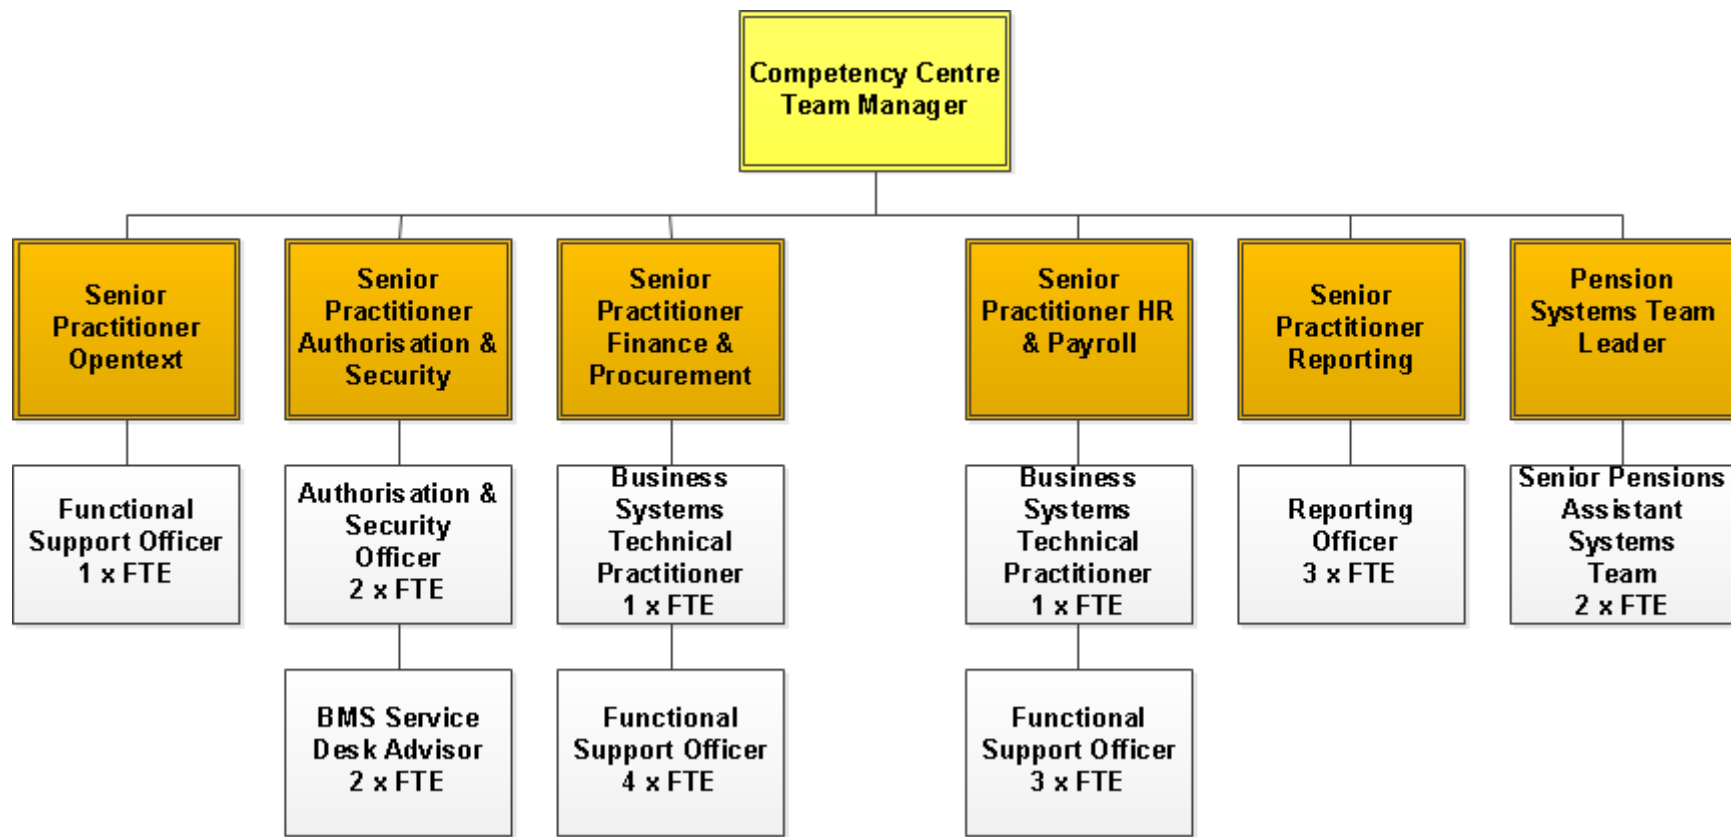 Competency Centre
Team Manager
Senior
Practitioner
Opentext
Senior
Practitioner
Authorisation &
Security
Senior
Practitioner
Finance &
Procurement
Senior
Practitioner HR
& Payroll
Senior
Practitioner
Reporting
Pension
Systems Team
Leader
Functional
Support Officer
1 x FTE
Authorisation &
Security
Officer
2 x FTE
Business
Systems
Technical
Practitioner
1 x FTE
Business
Systems
Technical
Practitioner
1 x FTE
Reporting
Officer
3 x FTE
Senior Pensions
Assistant
Systems
Team
2 x FTE
BMS Service
Desk Advisor
2 x FTE
Functional
Support Officer
4 x FTE
Functional
Support Officer
3 x FTE